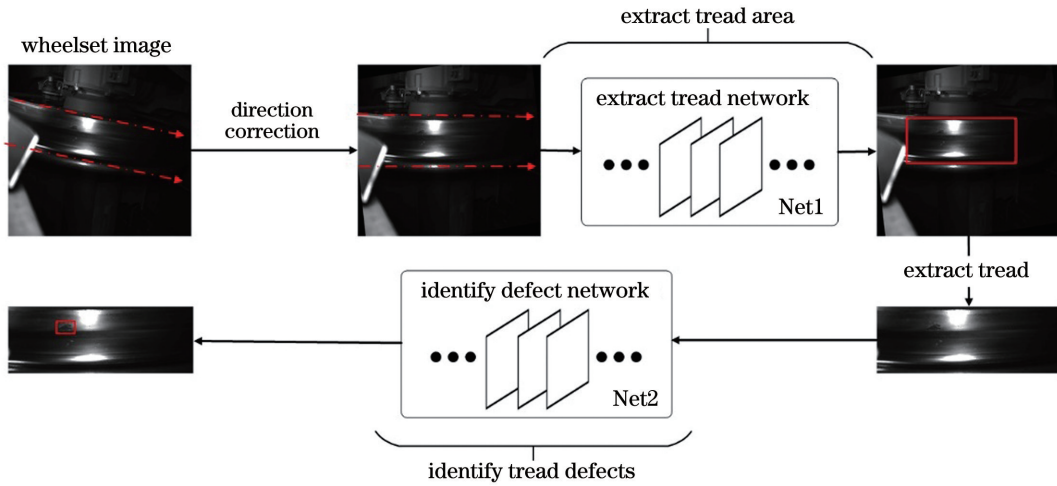 extract tread area
wheelset image
direction
correction
extract tread network
Net1
extract tread
identify defect network
Net2
identify tread defects